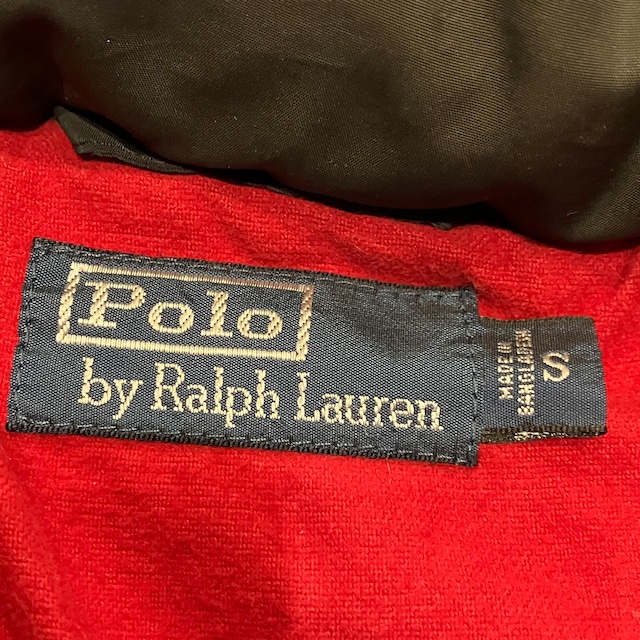 Polo
by Ralph Lauren
MADE IN
BANGLADESH
S